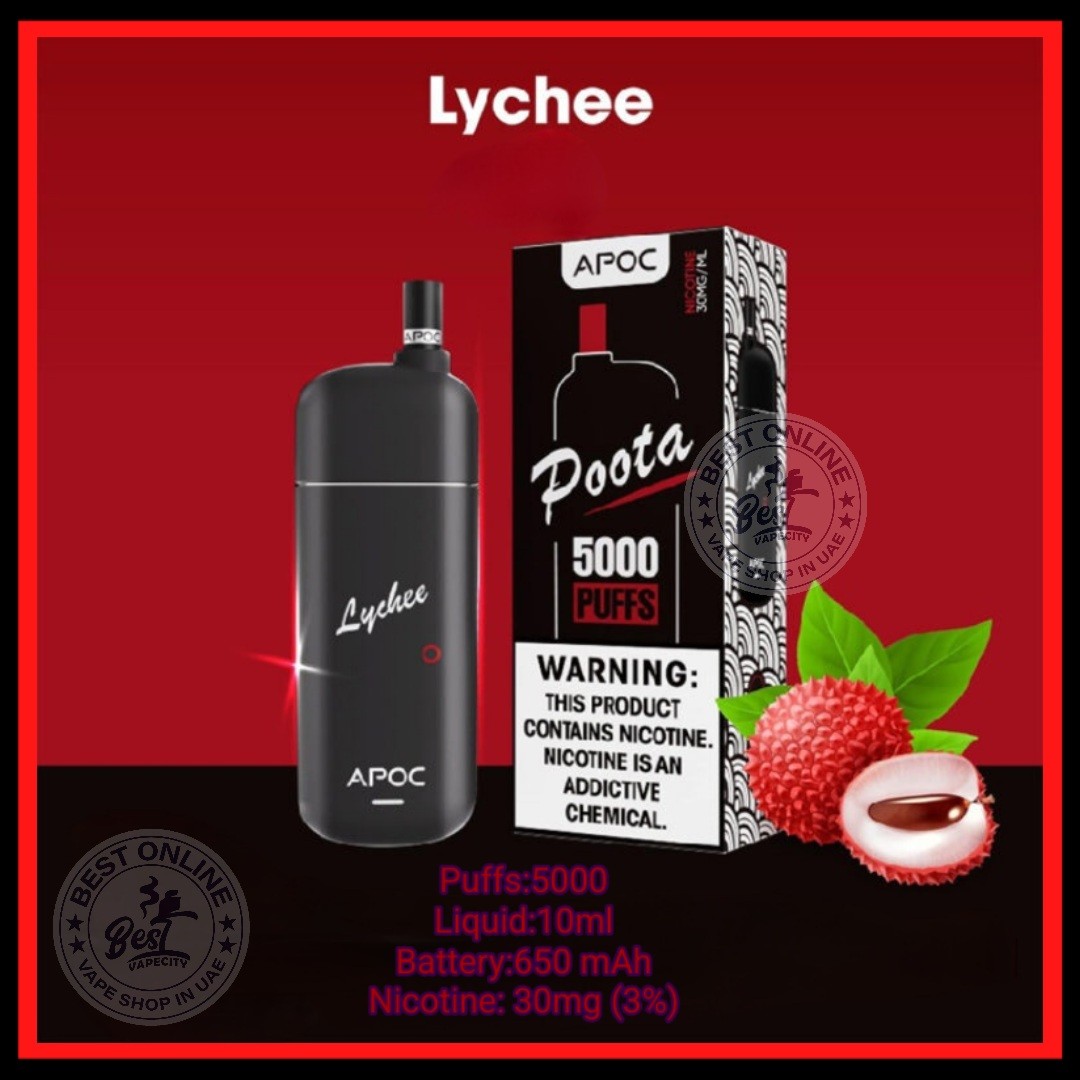 Lychee
APOC
NICOTINE
30MG/ML
APOC
Poota
5000
PUFFS
Lychee
APOC
WARNING:
THIS PRODUCT
CONTAINS NICOTINE.
NICOTINE IS AN
ADDICTIVE
CHEMICAL.
BEST ONLINE
Best
VAPECITY
VAPE SHOP IN UAE
Lychee
Puffs:5000
Liquid:10ml
Battery:650 mAh
Nicotine: 30mg (3%)
BEST ONLINE
Best
VAPECITY
VAPE SHOP IN UAE